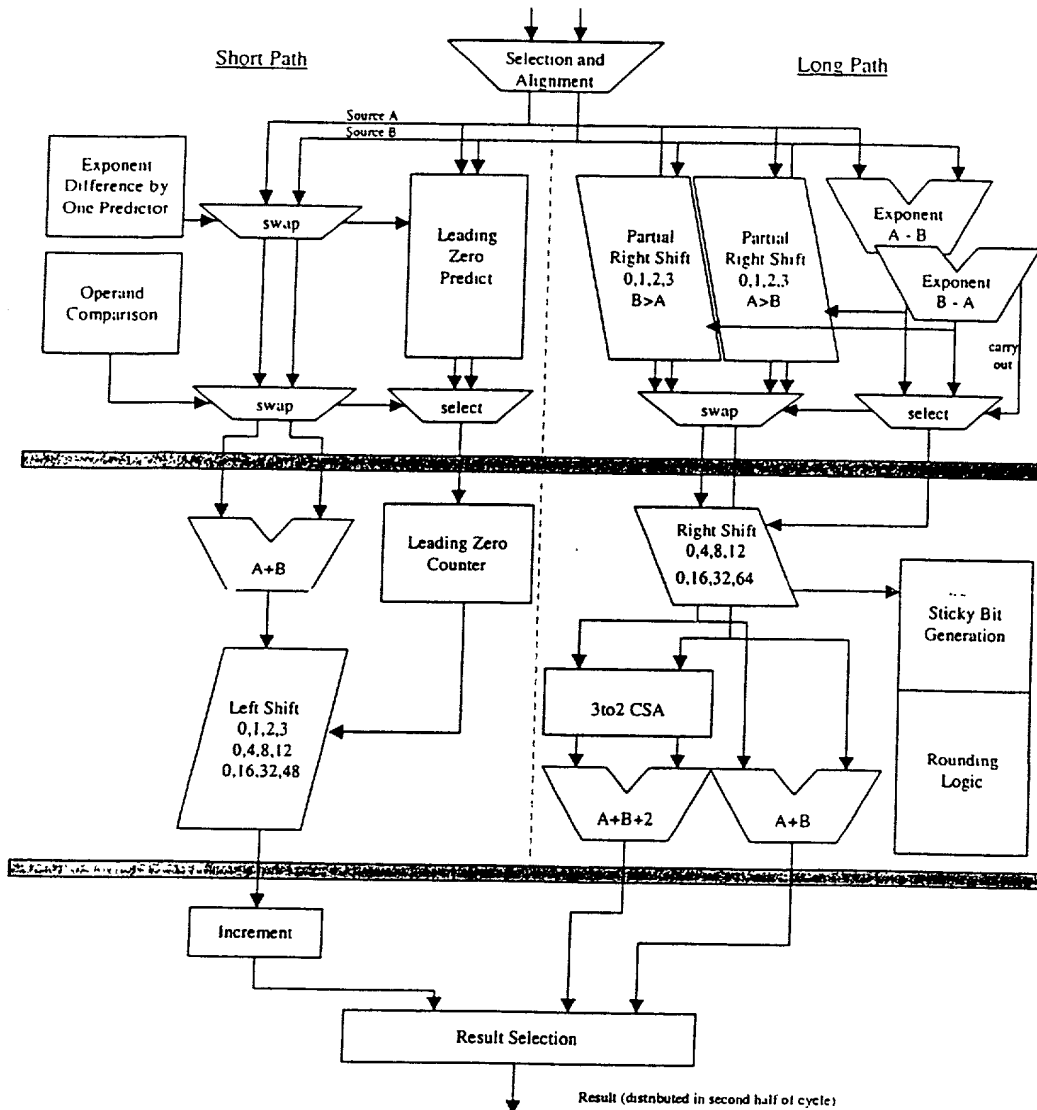 Short Path
Selection and
Alignment
Long Path
Source A
Source B
Exponent
Difference by
One Predictor
swap
Leading
Zero
Predict
Partial
Right Shift
0,1,2,3
B>A
Partial
Right Shift
0,1,2,3
A>B
Exponent
A - B
Exponent
B - A
Operand
Comparison
carry
out
swap
select
swap
select
A+B
Leading Zero
Counter
Right Shift
0,4,8,12
0,16,32,64
Sticky Bit
Generation
Left Shift
0,1,2,3
0,4,8,12
0,16,32,48
3to2 CSA
Rounding
Logic
A+B+2
A+B
Increment
Result Selection
Result (distributed in second half of cycle)